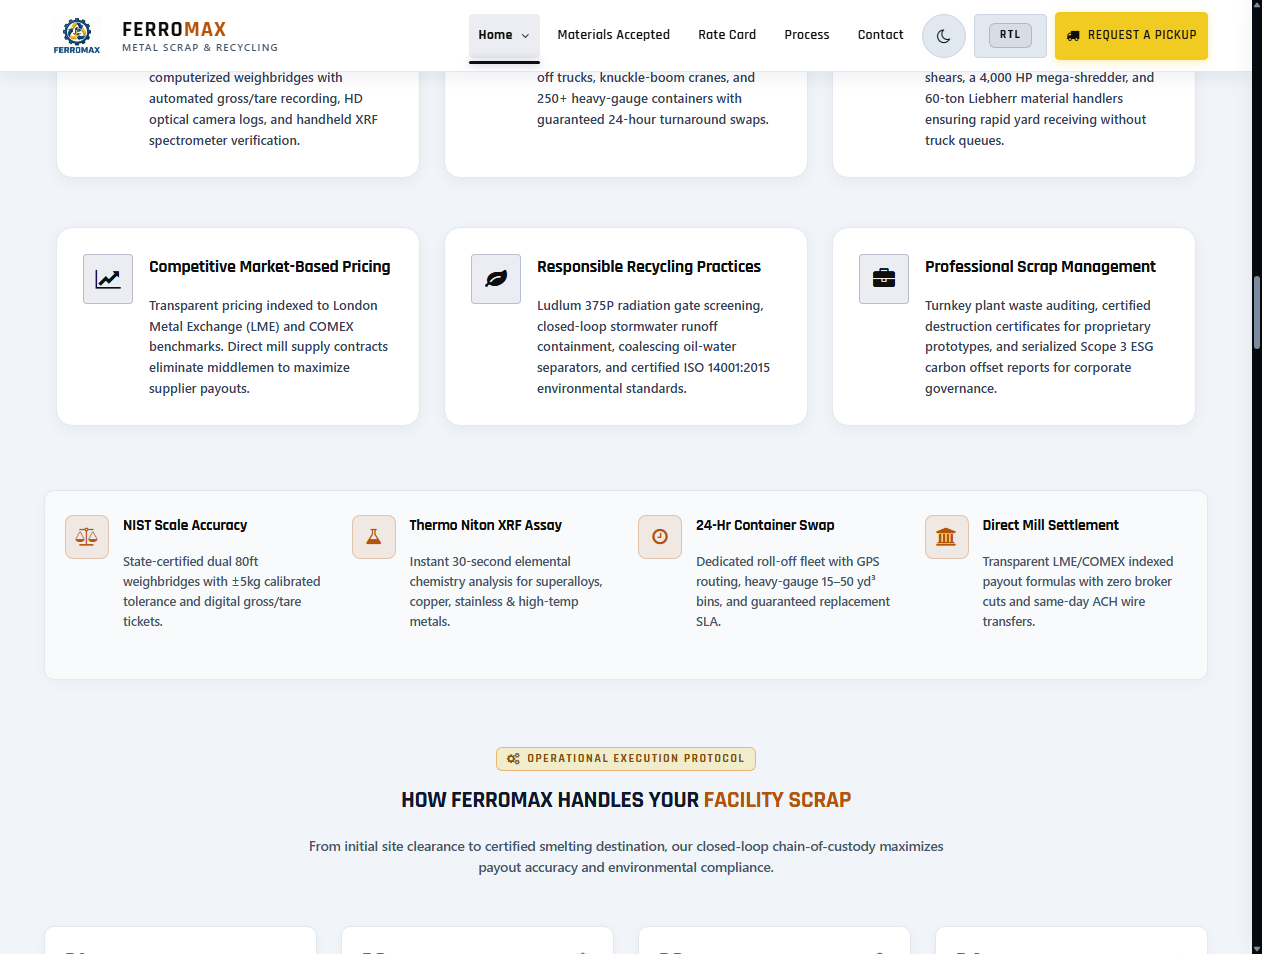 FERROMAX
FERROMAX
METAL SCRAP & RECYCLING
Home
Materials Accepted
Rate Card
Process
Contact
RTL
REQUEST A PICKUP
computerized weighbridges with
automated gross/tare recording, HD
optical camera logs, and handheld XRF
spectrometer verification.
off trucks, knuckle-boom cranes, and
250+ heavy-gauge containers with
guaranteed 24-hour turnaround swaps.
shears, a 4,000 HP mega-shredder, and
60-ton Liebherr material handlers
ensuring rapid yard receiving without
truck queues.
Competitive Market-Based Pricing
Transparent pricing indexed to London
Metal Exchange (LME) and COMEX
benchmarks. Direct mill supply contracts
eliminate middlemen to maximize
supplier payouts.
Responsible Recycling Practices
Ludlum 375P radiation gate screening,
closed-loop stormwater runoff
containment, coalescing oil-water
separators, and certified ISO 14001:2015
environmental standards.
Professional Scrap Management
Turnkey plant waste auditing, certified
destruction certificates for proprietary
prototypes, and serialized Scope 3 ESG
carbon offset reports for corporate
governance.
NIST Scale Accuracy
State-certified dual 80ft
weighbridges with ±5kg calibrated
tolerance and digital gross/tare
tickets.
Thermo Niton XRF Assay
Instant 30-second elemental
chemistry analysis for superalloys,
copper, stainless & high-temp
metals.
24-Hr Container Swap
Dedicated roll-off fleet with GPS
routing, heavy-gauge 15–50 yd³
bins, and guaranteed replacement
SLA.
Direct Mill Settlement
Transparent LME/COMEX indexed
payout formulas with zero broker
cuts and same-day ACH wire
transfers.
OPERATIONAL EXECUTION PROTOCOL
HOW FERROMAX HANDLES YOUR FACILITY SCRAP
From initial site clearance to certified smelting destination, our closed-loop chain-of-custody maximizes
payout accuracy and environmental compliance.